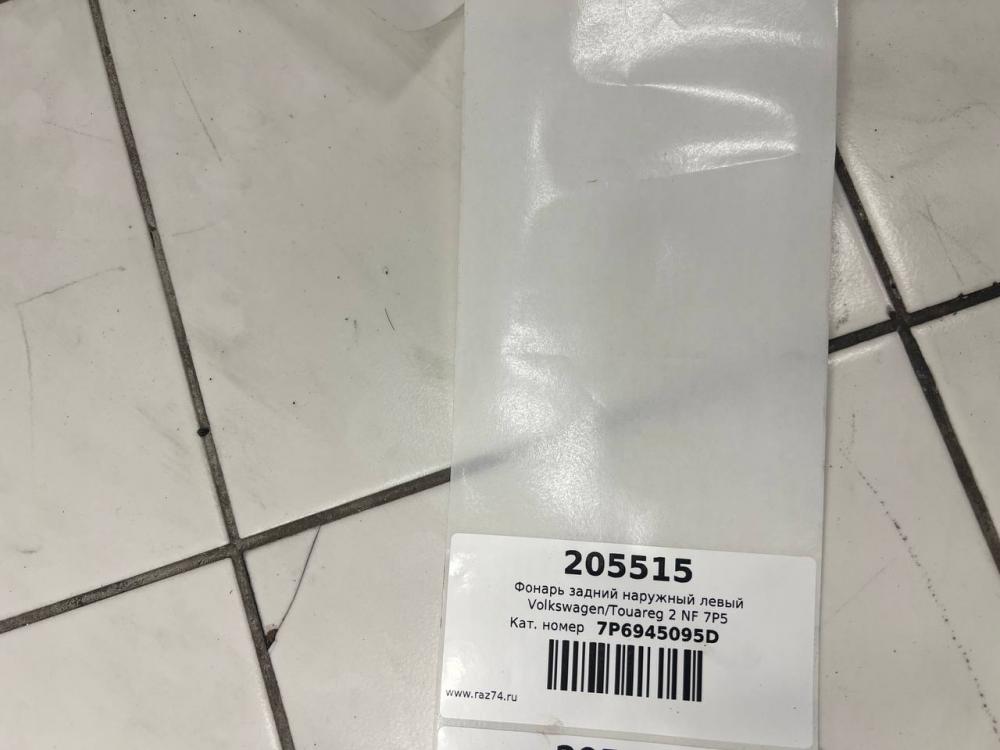 205515
Фонарь задний наружный левый
Volkswagen/Touareg 2 NF 7P5
Кат. номер 7P6945095D
www.raz74.ru